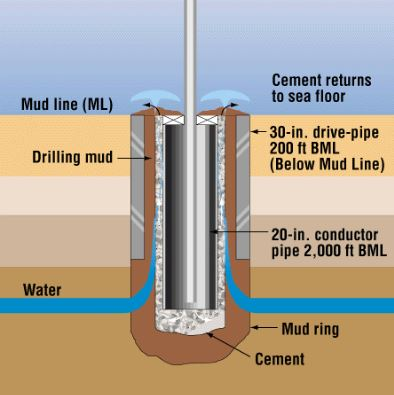 Cement returns
to sea floor
Mud line (ML)
30-in. drive-pipe
200 ft BML
(Below Mud Line)
Drilling mud
20-in. conductor
pipe 2,000 ft BML
Water
Mud ring
Cement